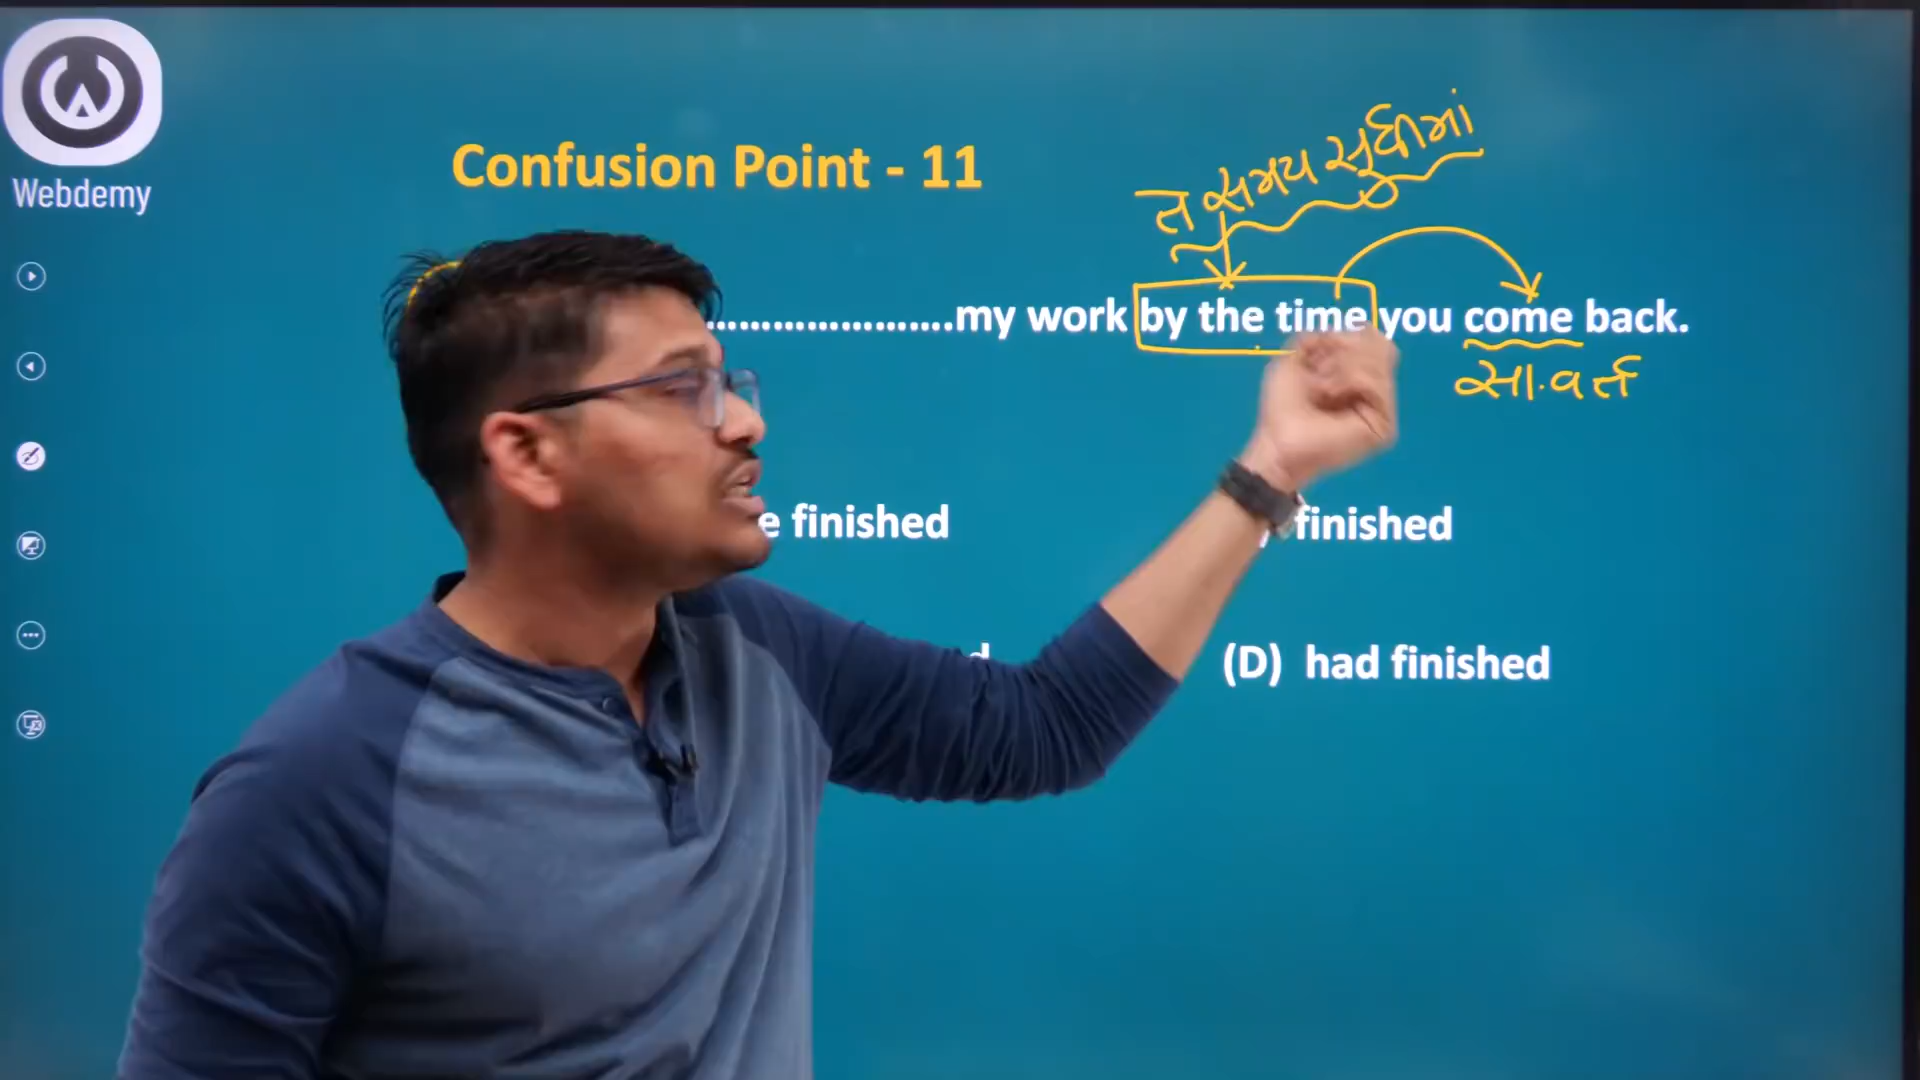 Webdemy
Confusion Point - 11
તે સમય સુધીમાં
.....................my work by the time you come back.
સા.વર્ત
e finished
finished
d
(D) had finished